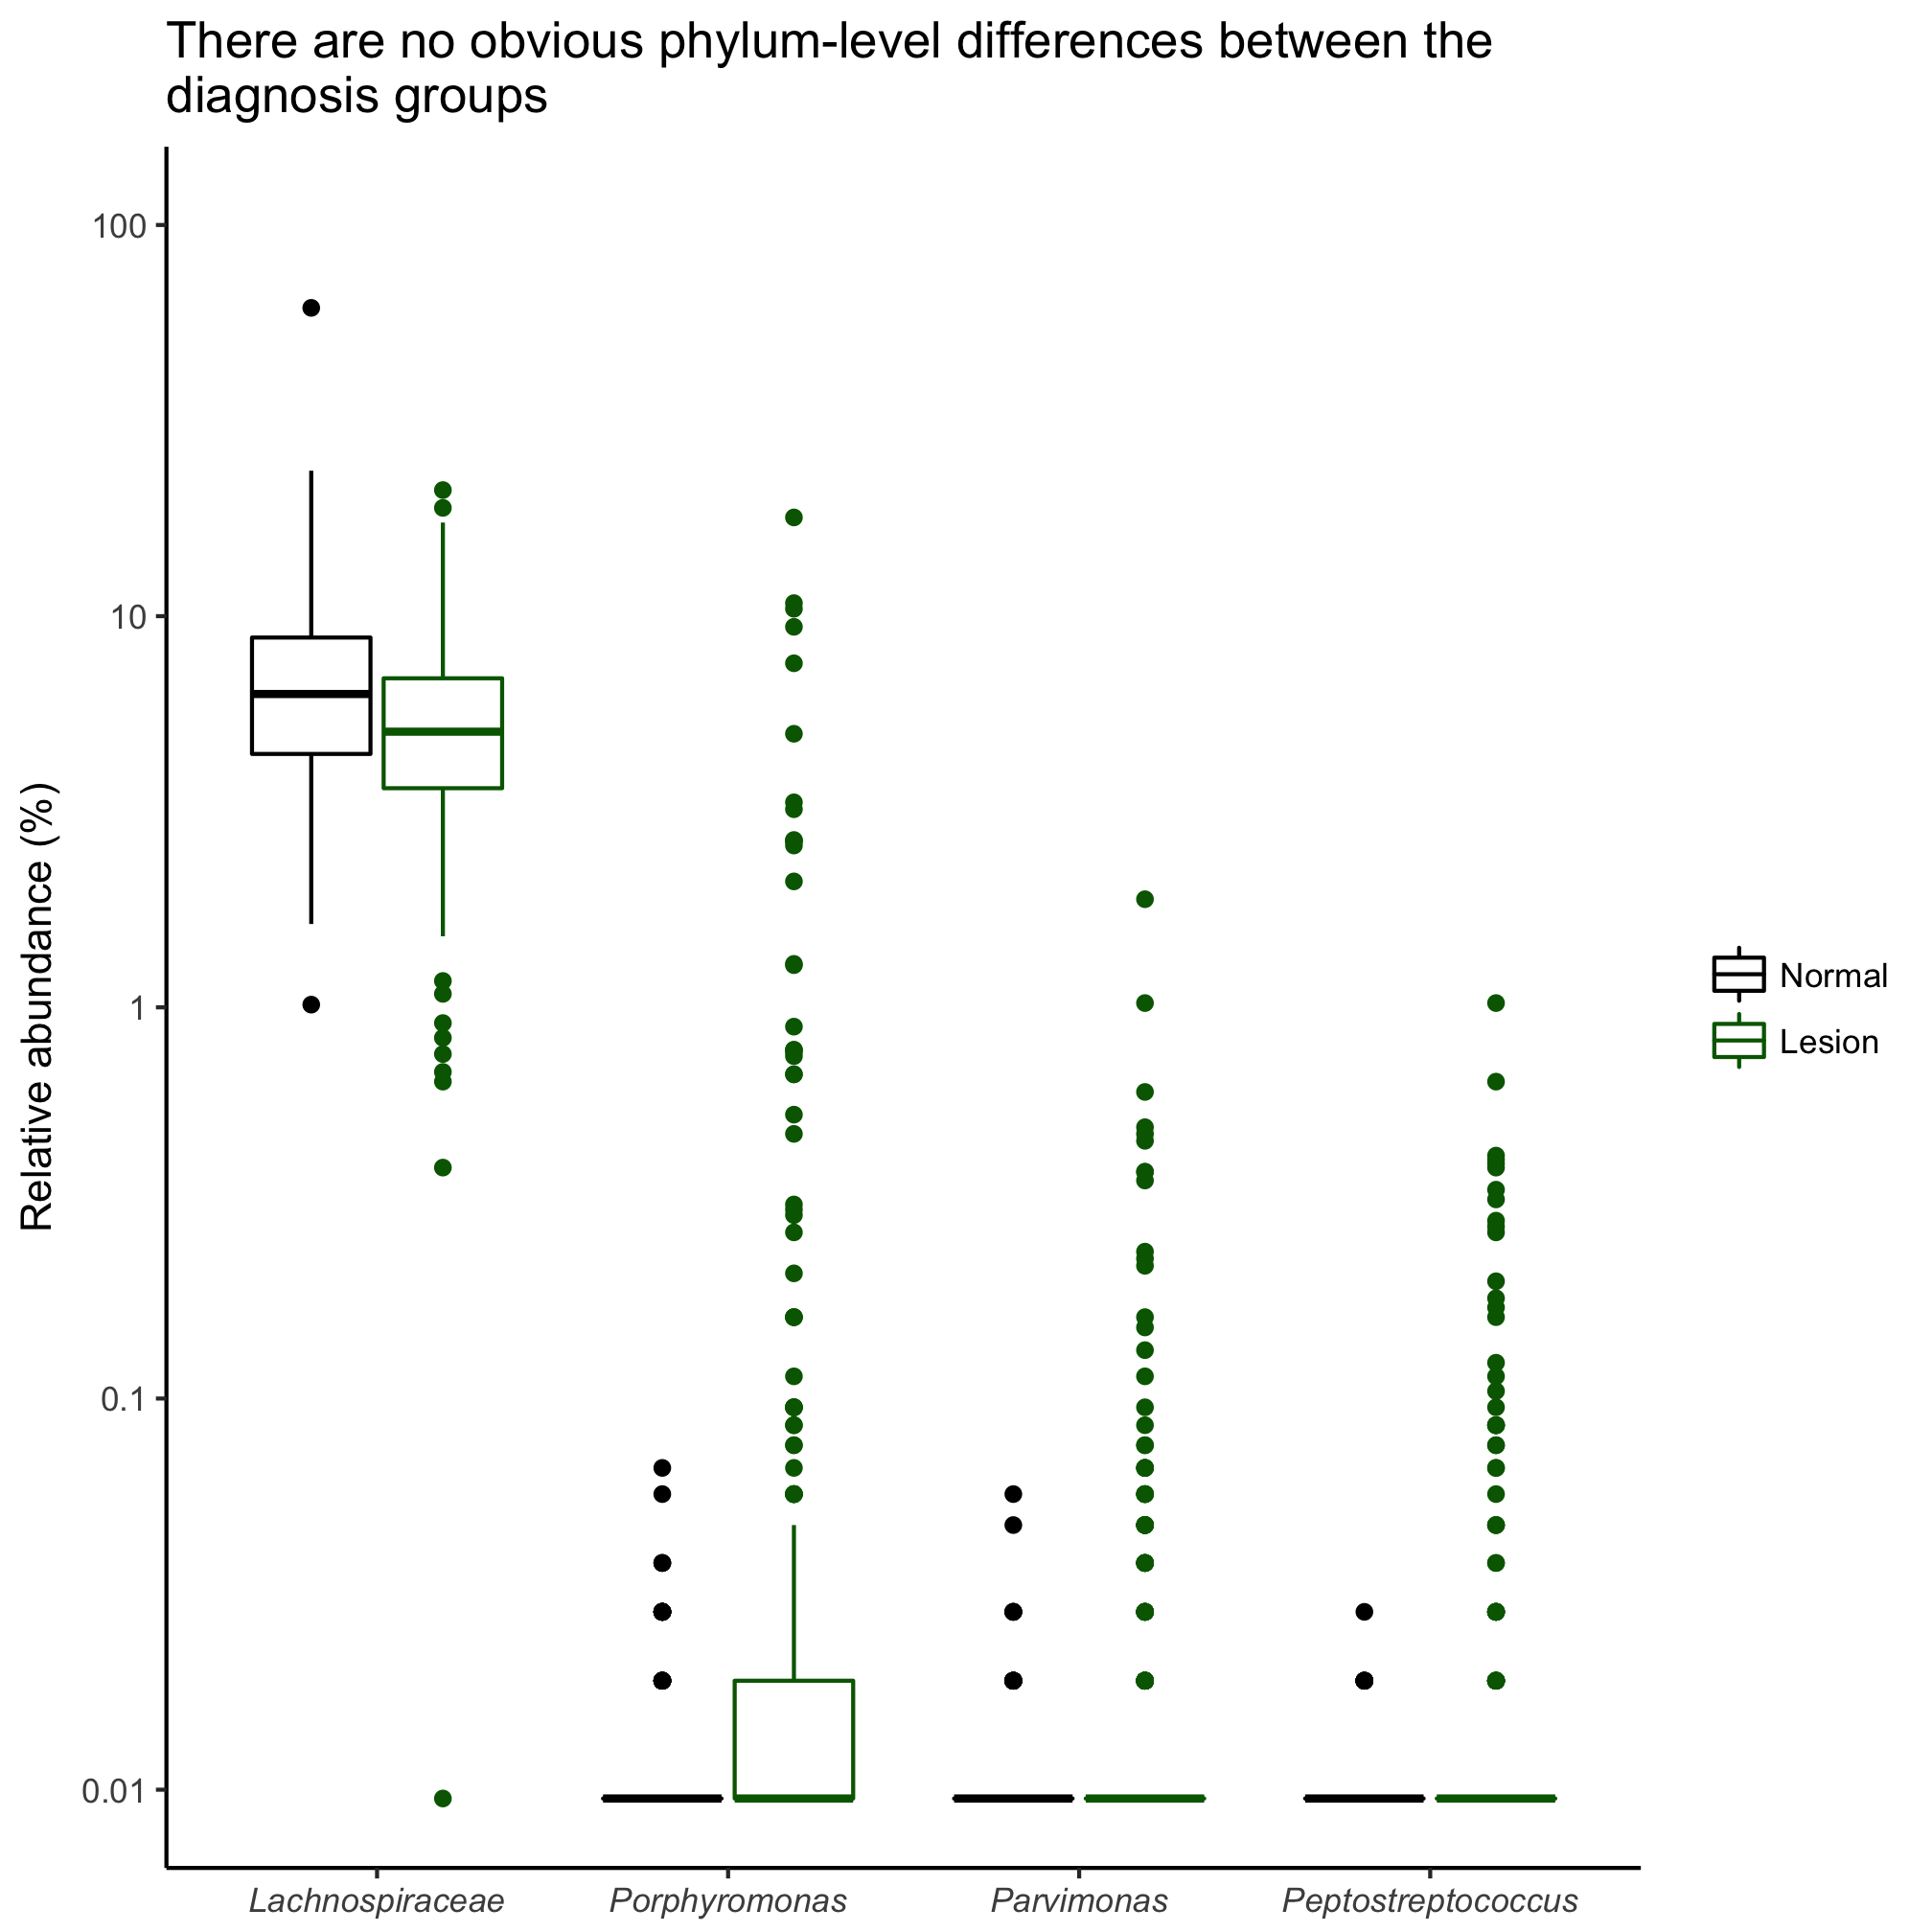 There are no obvious phylum-level differences between the
diagnosis groups
Relative abundance (%)
100
10
1
0.1
0.01
Lachnospiraceae
Porphyromonas
Parvimonas
Peptostreptococcus
Normal
Lesion